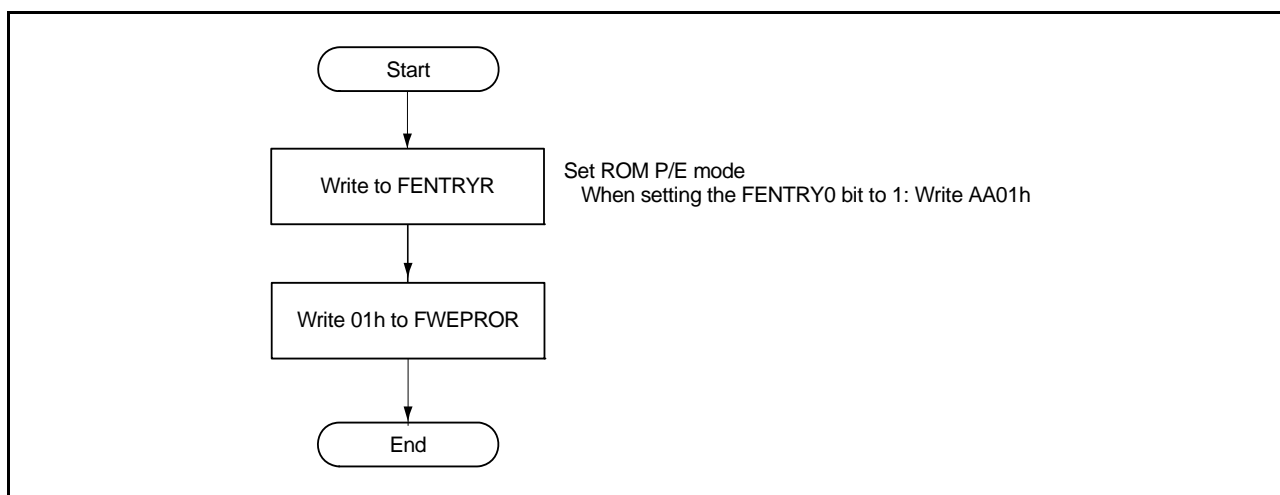 Start
Write to FENTRYR
Set ROM P/E mode
When setting the FENTRY0 bit to 1: Write AA01h
Write 01h to FWEPROR
End